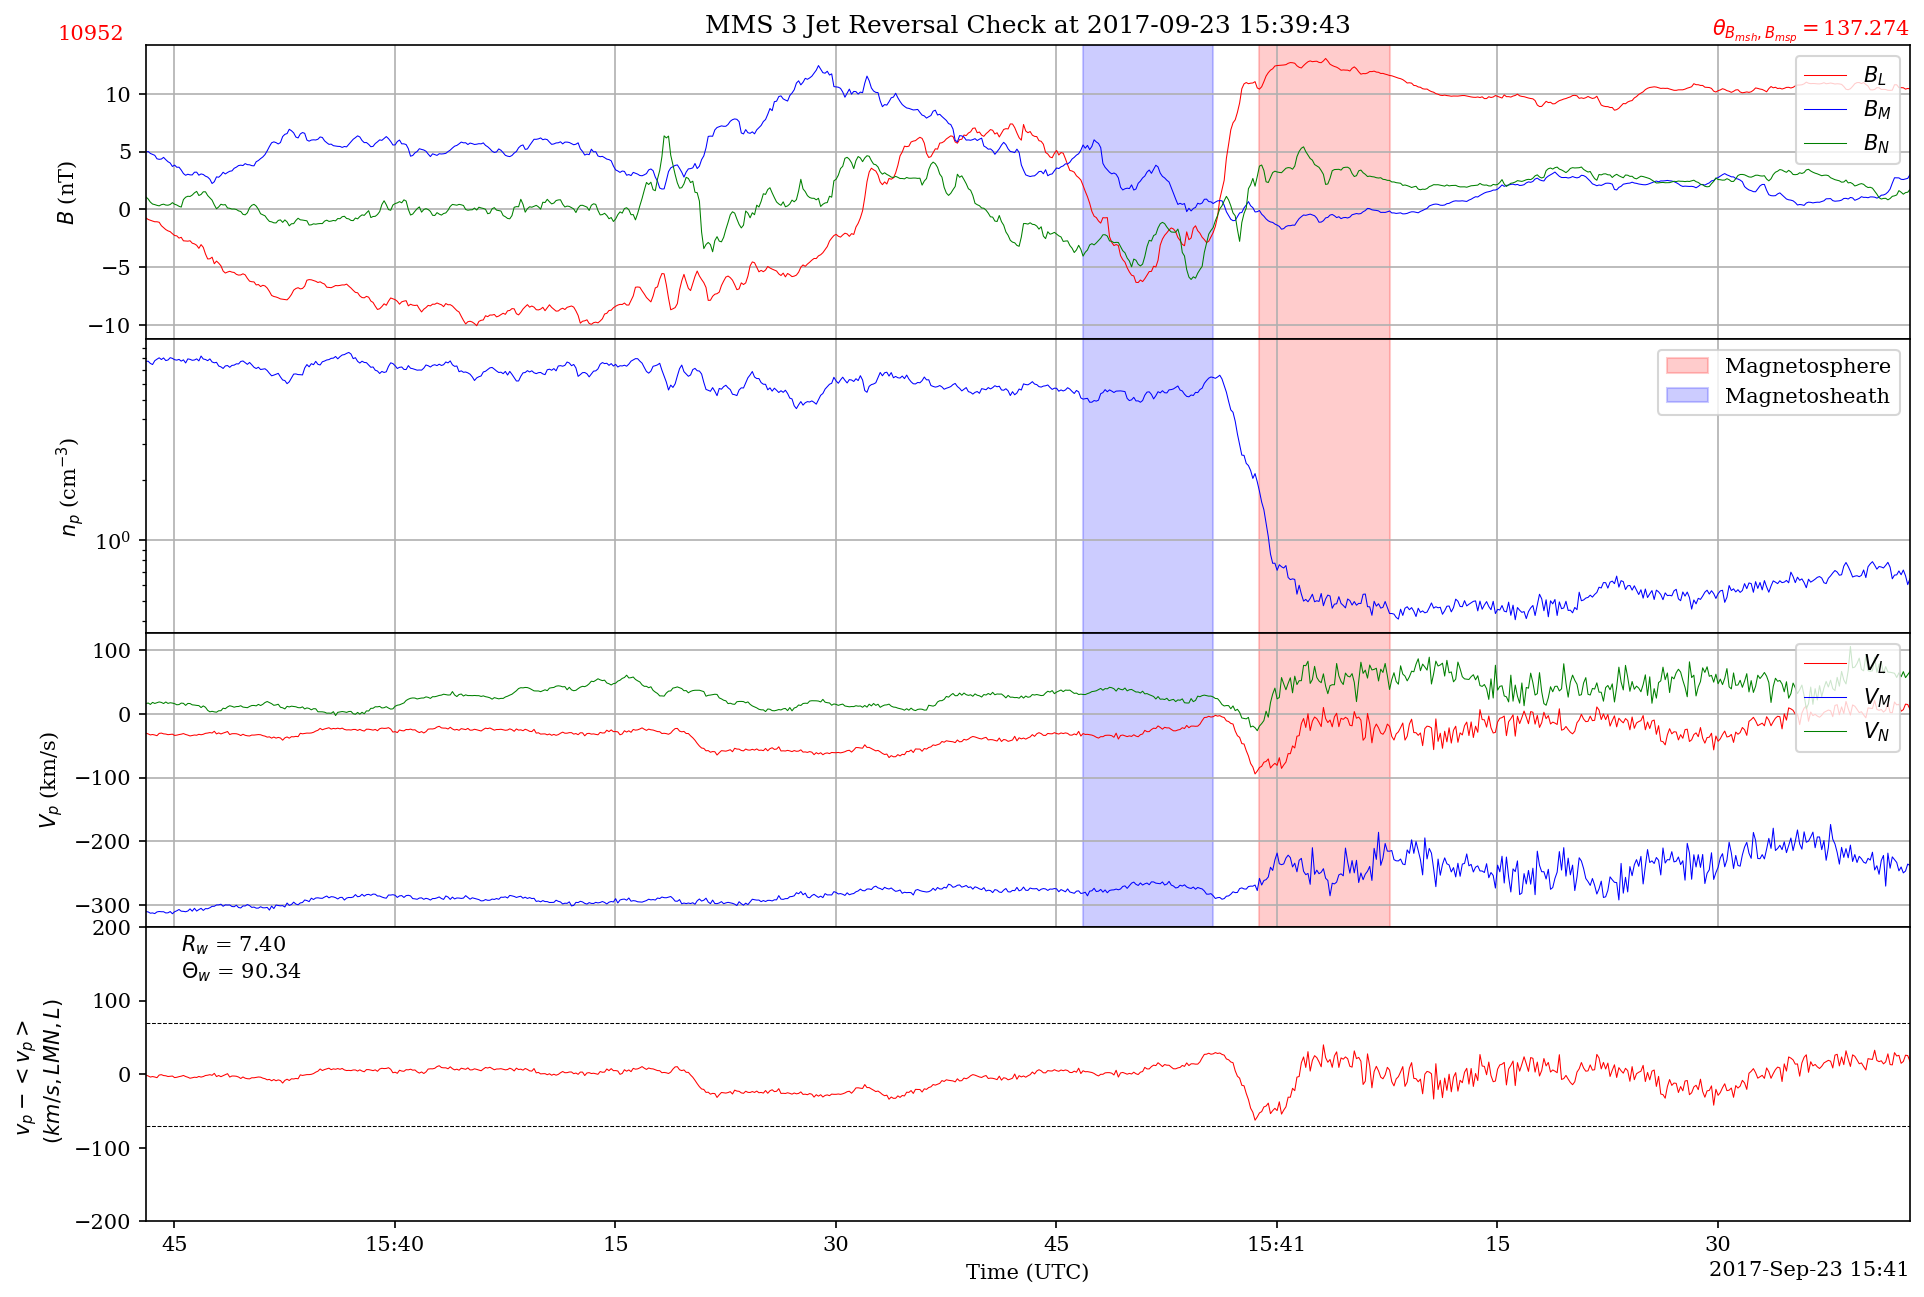 MMS 3 Jet Reversal Check at 2017-09-23 15:39:43
10952
θ_{B_{msh}, B_{msp}} = 137.274
B (nT)
10
5
0
−5
−10
B_L
B_M
B_N
n_p (cm^{−3})
10^0
Magnetosphere
Magnetosheath
V_p (km/s)
100
0
−100
−200
−300
V_L
V_M
V_N
v_p − <v_p>
(km/s, LMN, L)
200
100
0
−100
−200
R_w = 7.40
Θ_w = 90.34
45
15:40
15
30
45
15:41
15
30
Time (UTC)
2017-Sep-23 15:41